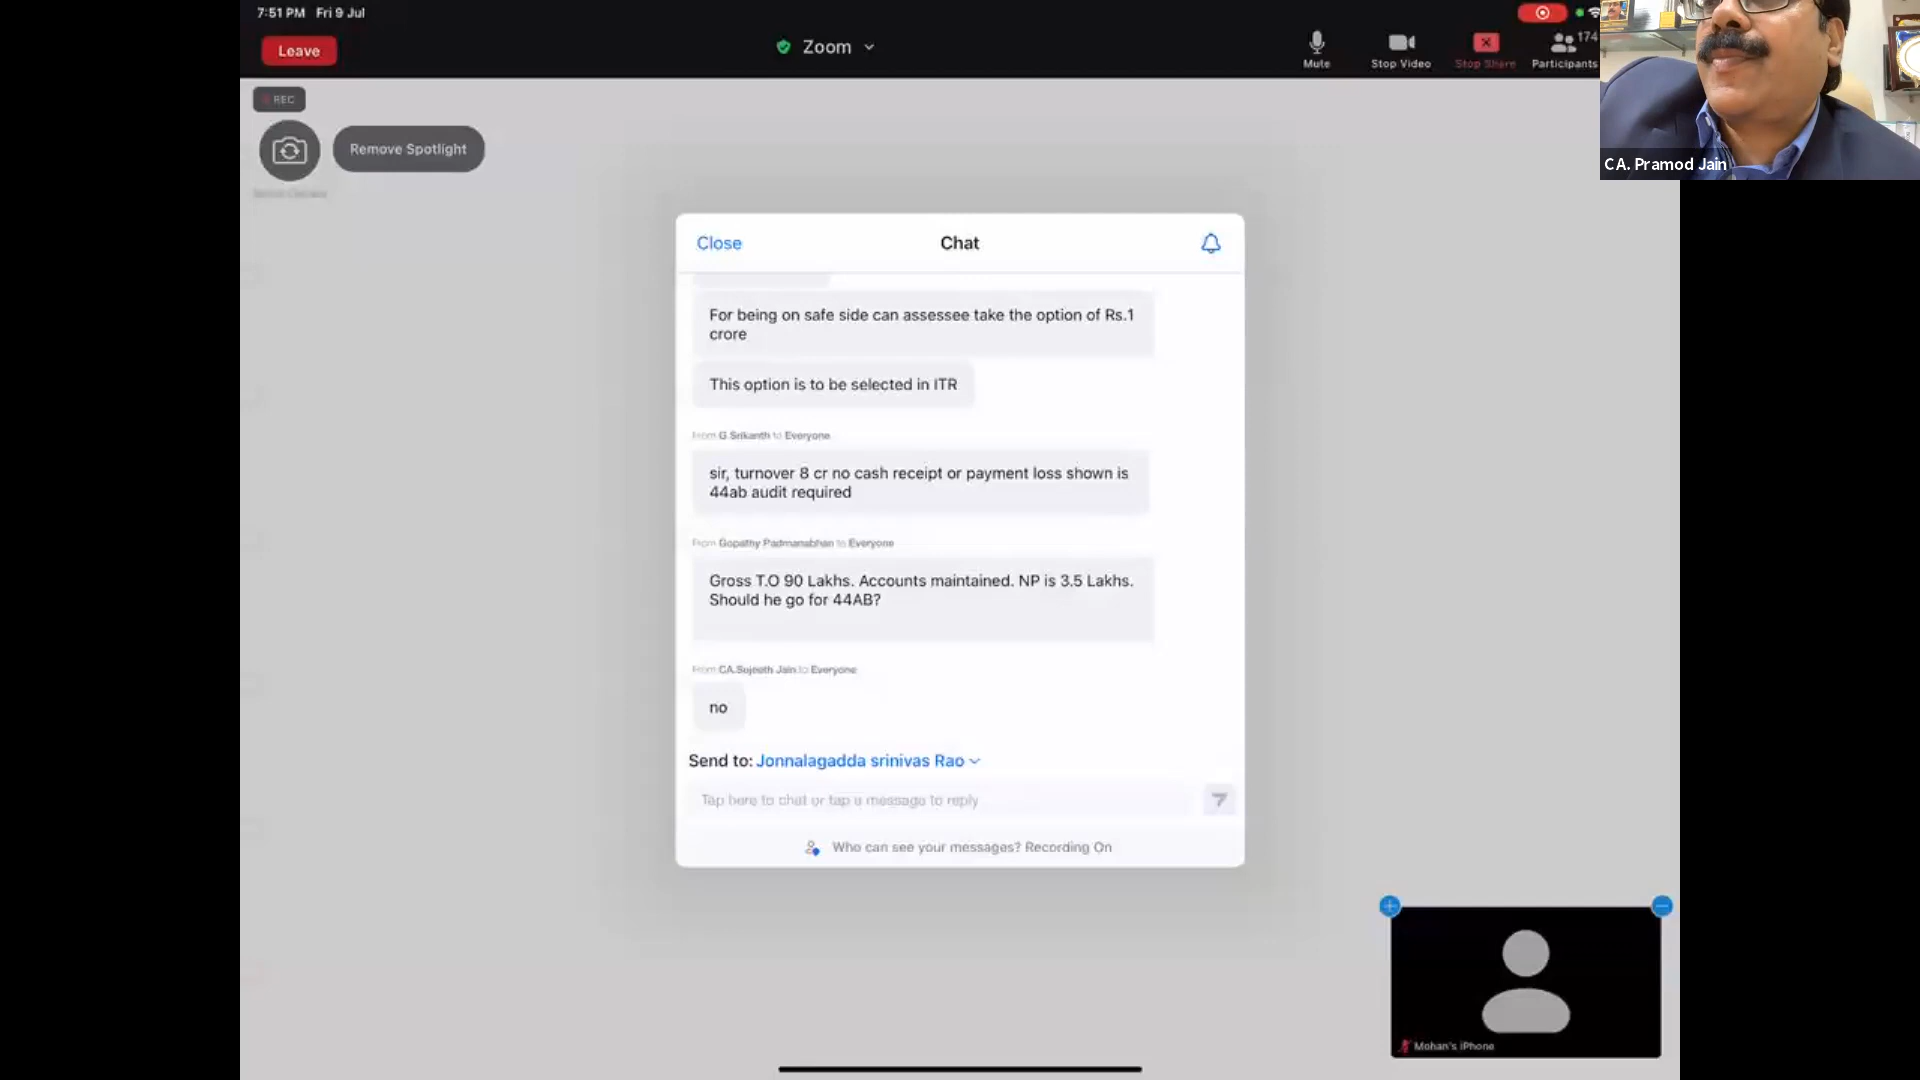 7:51 PM Fri 9 Jul
Leave
Zoom
Mute
Stop Video
Stop Share
174
Participants
CA. Pramod Jain
REC
Remove Spotlight
Close
Chat
For being on safe side can assessee take the option of Rs.1
crore
This option is to be selected in ITR
From G.Srikanth to Everyone
sir, turnover 8 cr no cash receipt or payment loss shown is
44ab audit required
From Gopathy Padmanabhan to Everyone
Gross T.O 90 Lakhs. Accounts maintained. NP is 3.5 Lakhs.
Should he go for 44AB?
From CA.Sujeeth Jain to Everyone
no
Send to: Jonnalagadda srinivas Rao
Tap here to chat or tap a message to reply
Who can see your messages? Recording On
Mohan's iPhone